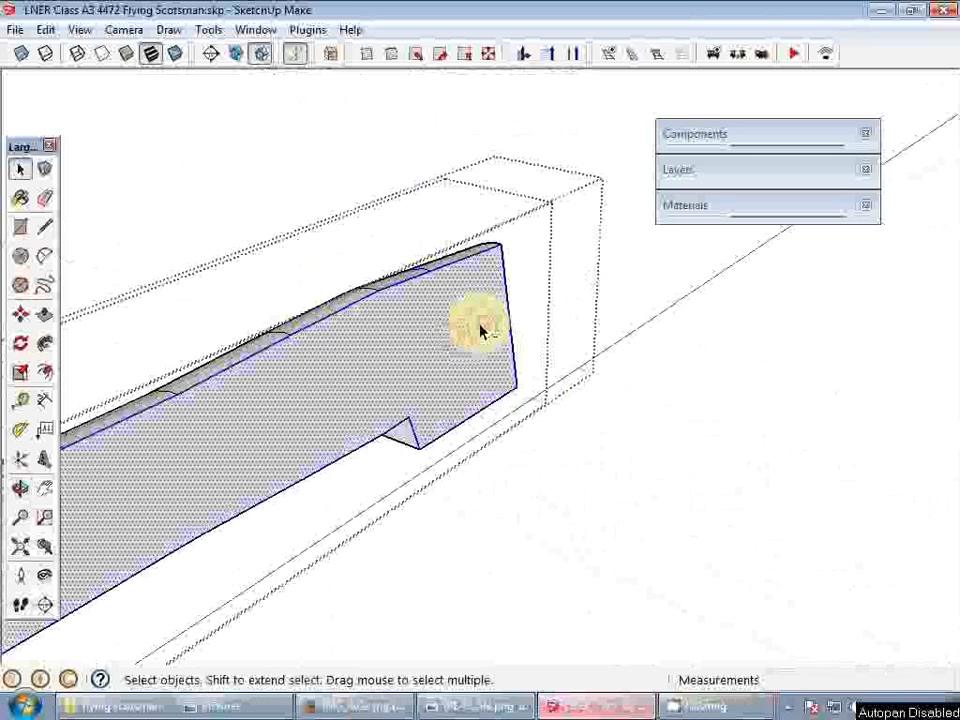 LNER Class A3 4472 Flying Scotsman.skp - SketchUp Make
File Edit View Camera Draw Tools Window Plugins Help
Components
Larg...
Layers
Materials
Select objects. Shift to extend select. Drag mouse to select multiple.
Measurements
Autopan Disabled